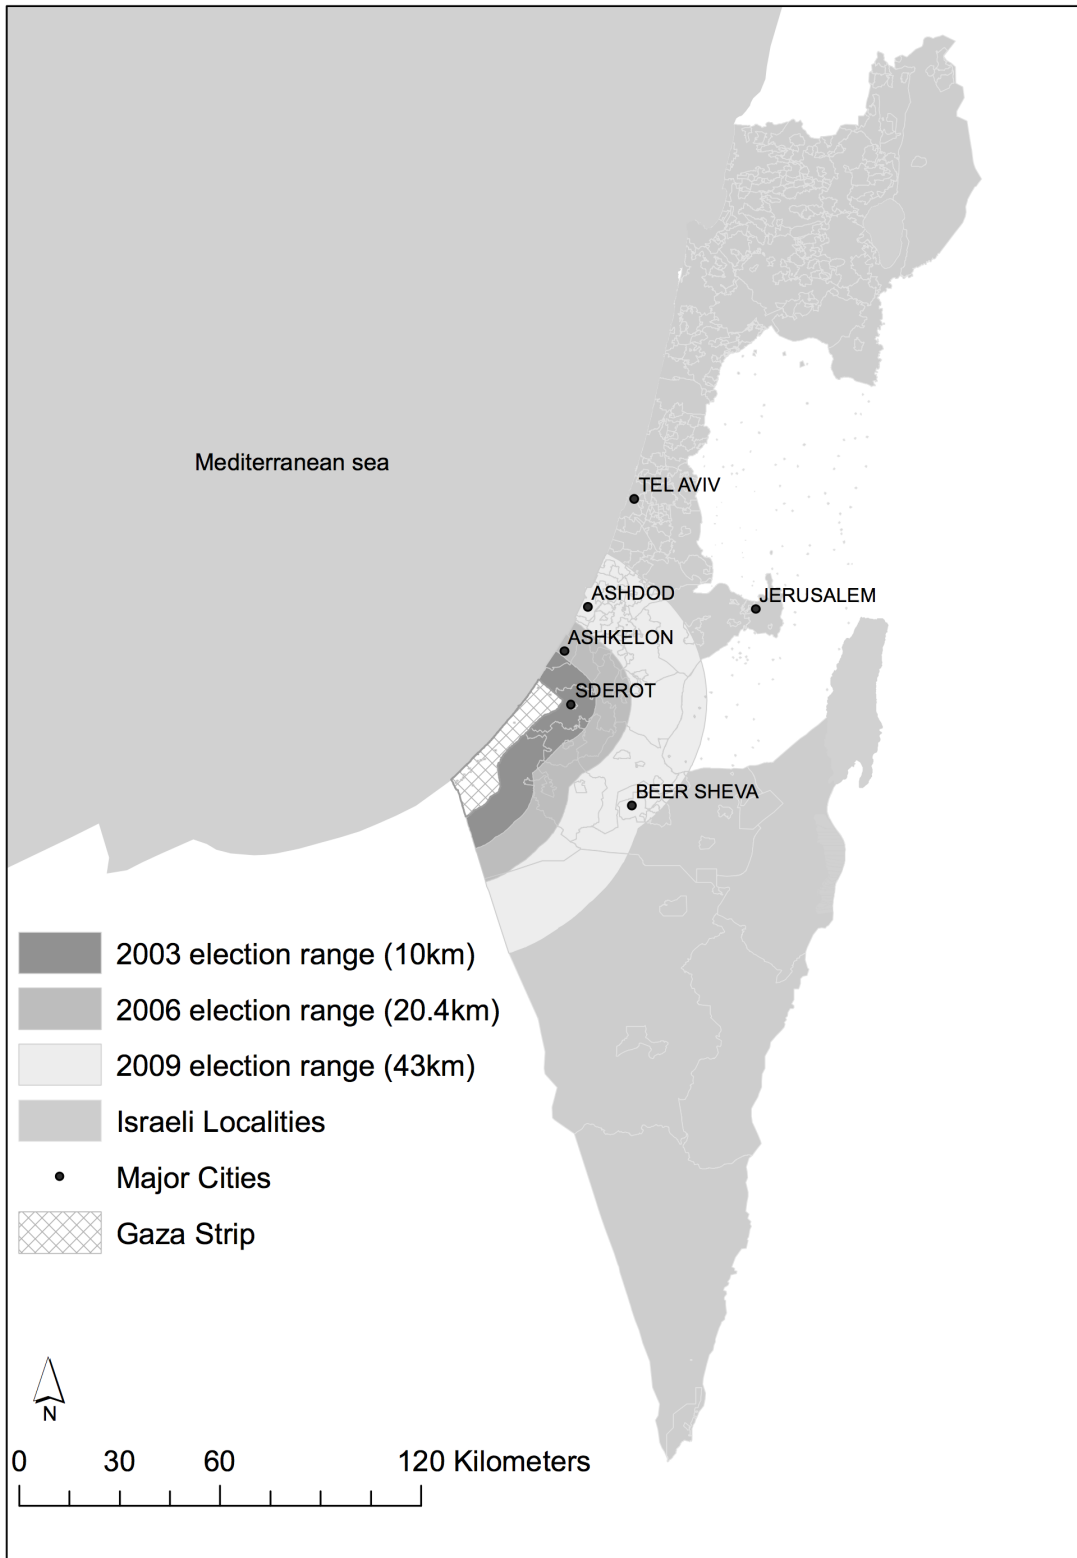 Mediterranean sea
TEL AVIV
ASHDOD
JERUSALEM
ASHKELON
SDEROT
BEER SHEVA
2003 election range (10km)
2006 election range (20.4km)
2009 election range (43km)
Israeli Localities
Major Cities
Gaza Strip
N
0 30 60 120 Kilometers